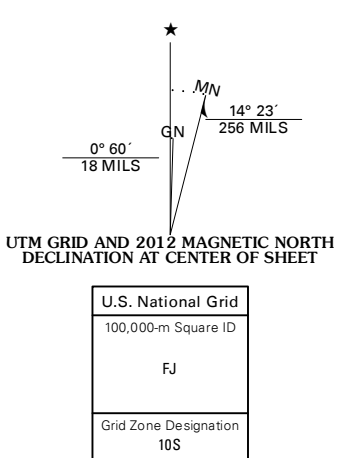 ★
MN
14° 23´
256 MILS
GN
0° 60´
18 MILS
UTM GRID AND 2012 MAGNETIC NORTH
DECLINATION AT CENTER OF SHEET
U.S. National Grid
100,000-m Square ID
FJ
Grid Zone Designation
10S